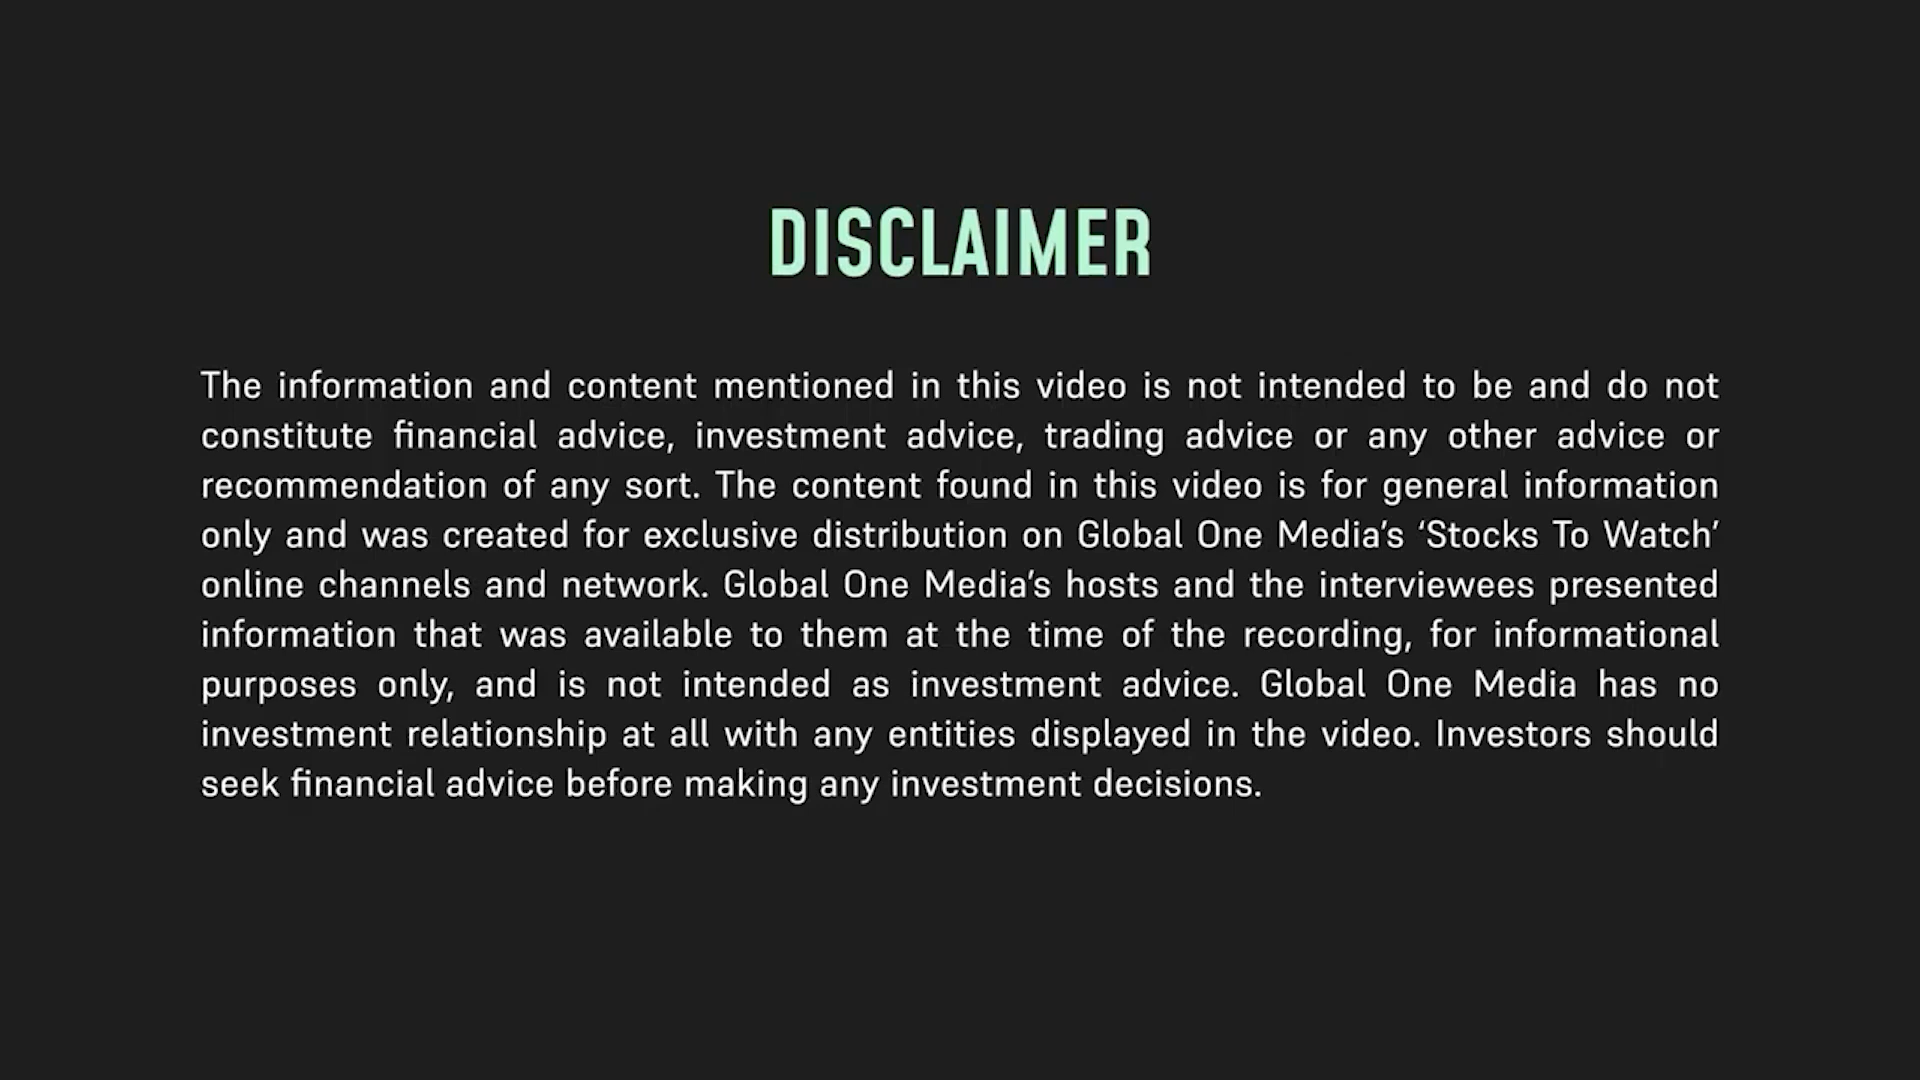 DISCLAIMER
The information and content mentioned in this video is not intended to be and do not
constitute financial advice, investment advice, trading advice or any other advice or
recommendation of any sort. The content found in this video is for general information
only and was created for exclusive distribution on Global One Media’s ‘Stocks To Watch’
online channels and network. Global One Media’s hosts and the interviewees presented
information that was available to them at the time of the recording, for informational
purposes only, and is not intended as investment advice. Global One Media has no
investment relationship at all with any entities displayed in the video. Investors should
seek financial advice before making any investment decisions.